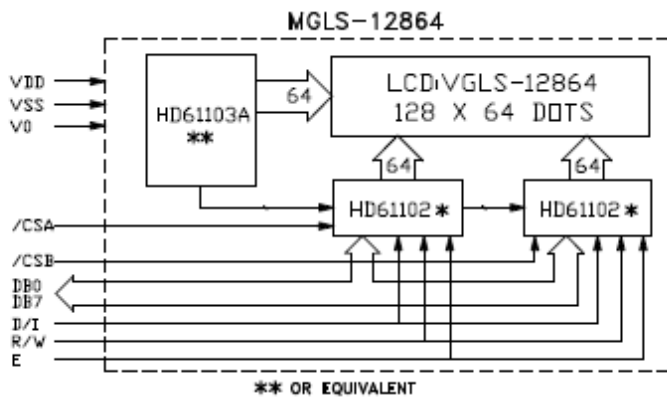 MGLS-12864
VDD
VSS
V0
HD61103A
**
64
LCD:VGLS-12864
128 X 64 DOTS
64
64
HD61102*
HD61102*
/CSA
/CSB
DB0
DB7
D/I
R/W
E
** OR EQUIVALENT